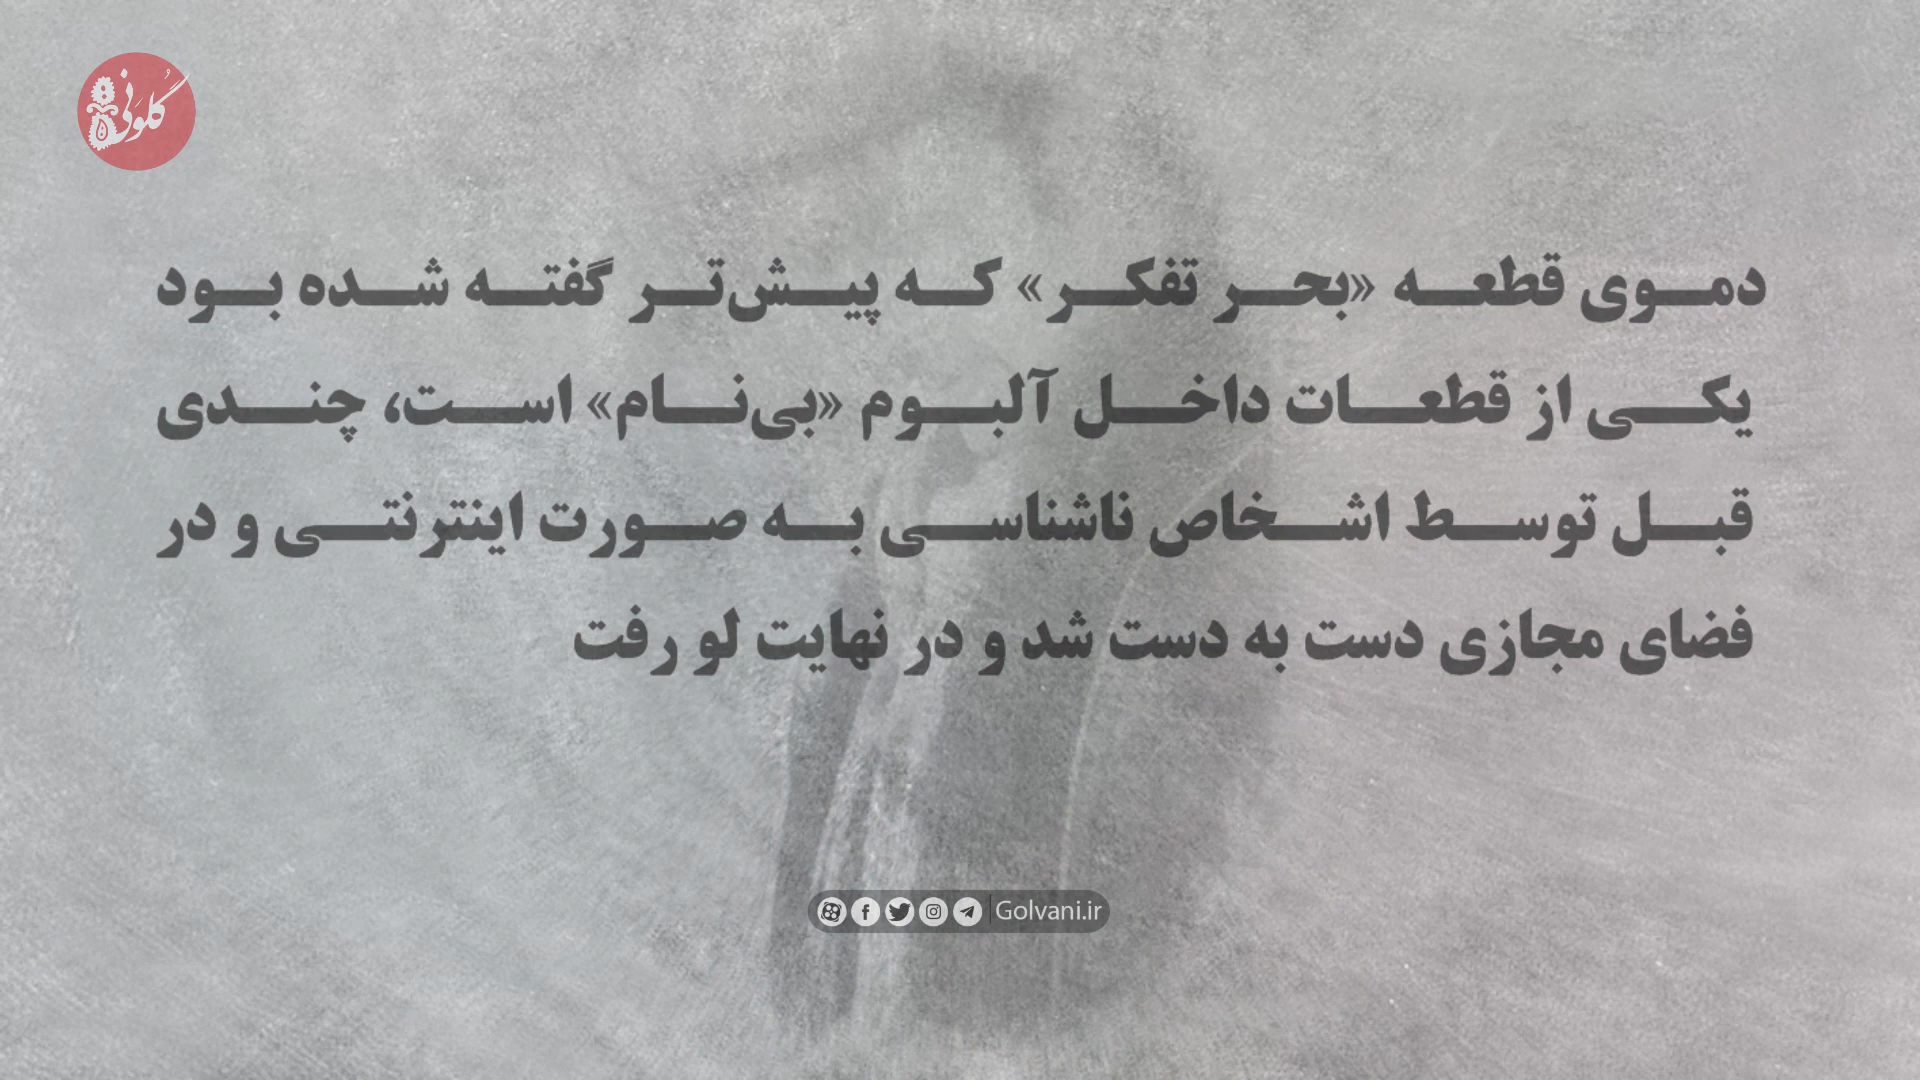 گلونی
دموی قطعه «بحر تفکر» که پیش‌تر گفته شده بود
یکی از قطعات داخل آلبوم «بی‌نام» است، چندی
قبل توسط اشخاص ناشناسی به صورت اینترنتی و در
فضای مجازی دست به دست شد و در نهایت لو رفت
Golvani.ir